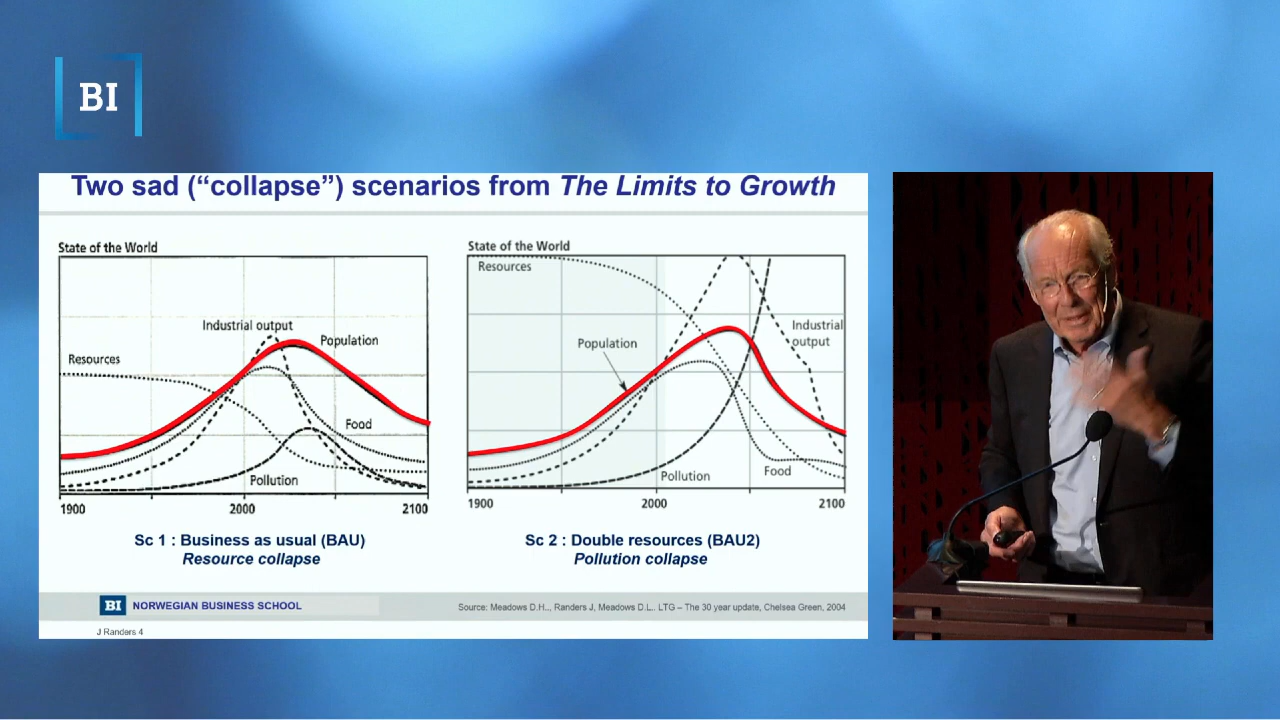 BI
Two sad (“collapse”) scenarios from The Limits to Growth
State of the World
Industrial output
Population
Resources
Food
Pollution
1900
2000
2100
Sc 1 : Business as usual (BAU)
Resource collapse
State of the World
Resources
Population
Industrial
output
Pollution
Food
1900
2000
2100
Sc 2 : Double resources (BAU2)
Pollution collapse
BI NORWEGIAN BUSINESS SCHOOL
Source: Meadows D.H.., Randers J, Meadows D.L.. LTG – The 30 year update, Chelsea Green, 2004
J Randers 4